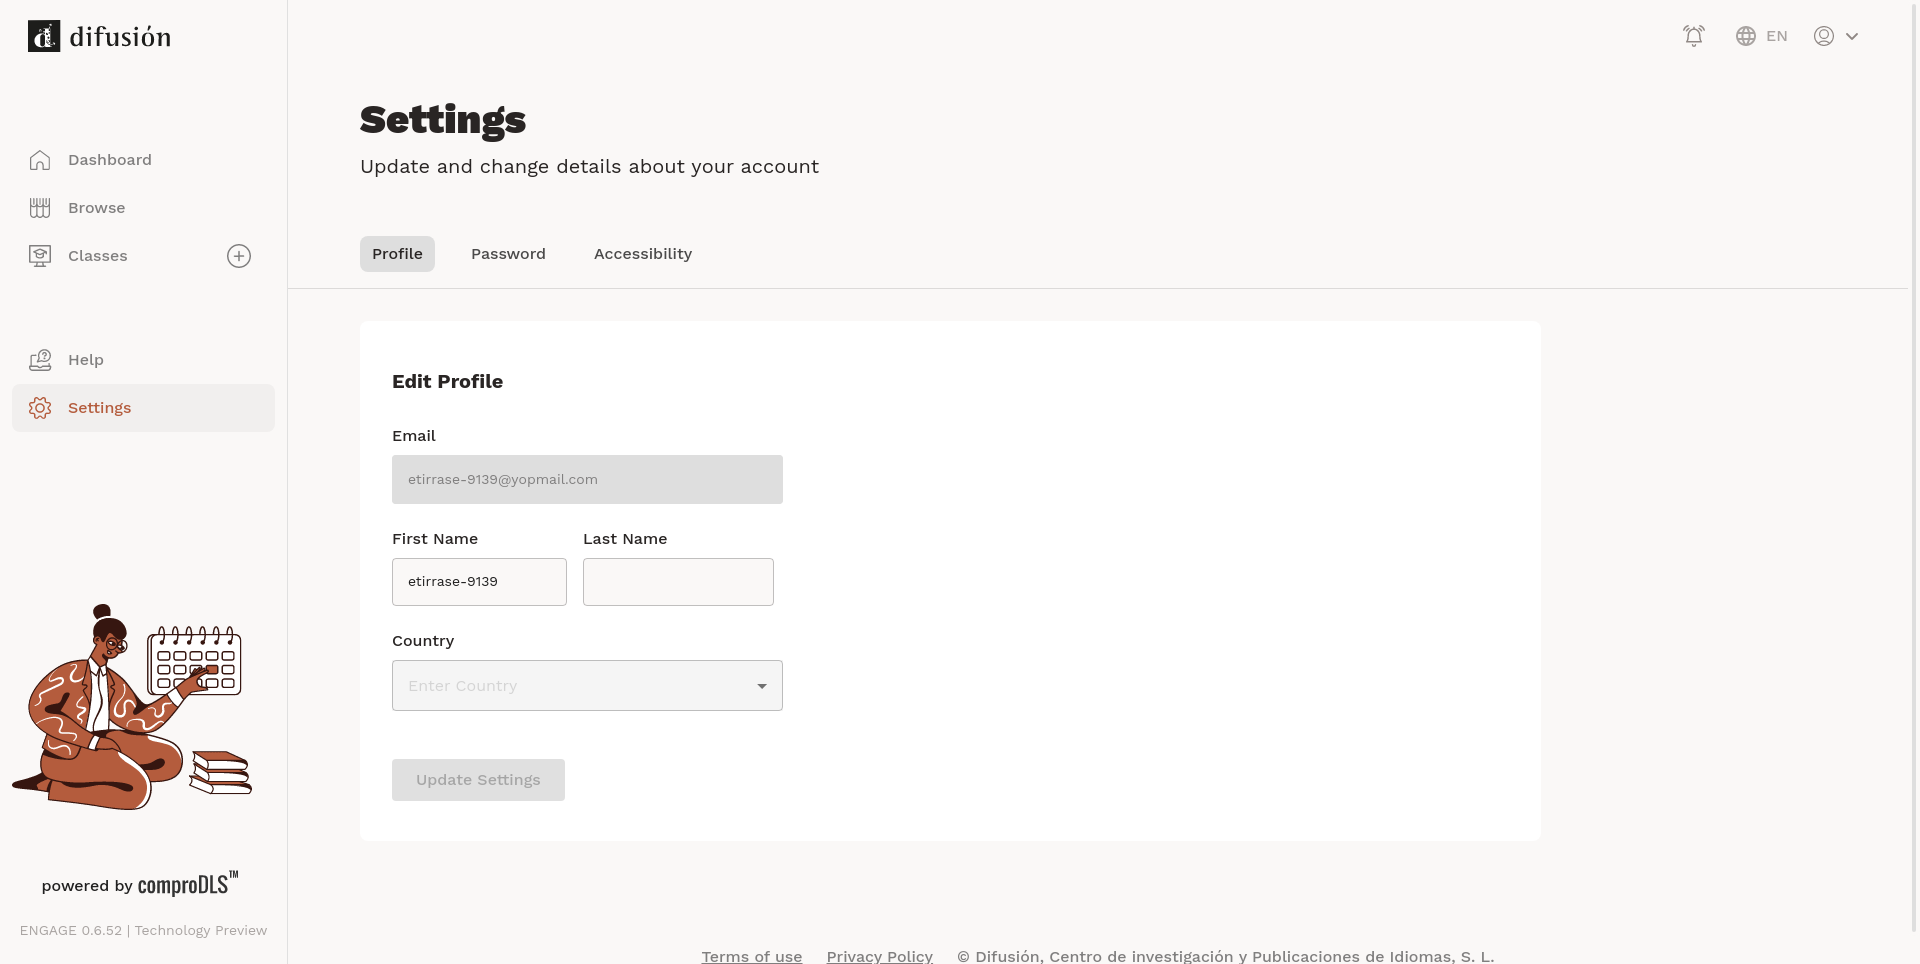 difusión
EN
Settings
Update and change details about your account
Dashboard
Browse
Classes
Help
Settings
Profile
Password
Accessibility
Edit Profile
Email
etirrase-9139@yopmail.com
First Name
Last Name
etirrase-9139
Country
Enter Country
Update Settings
powered by comproDLS™
ENGAGE 0.6.52 | Technology Preview
Terms of use
Privacy Policy
© Difusión, Centro de investigación y Publicaciones de Idiomas, S. L.